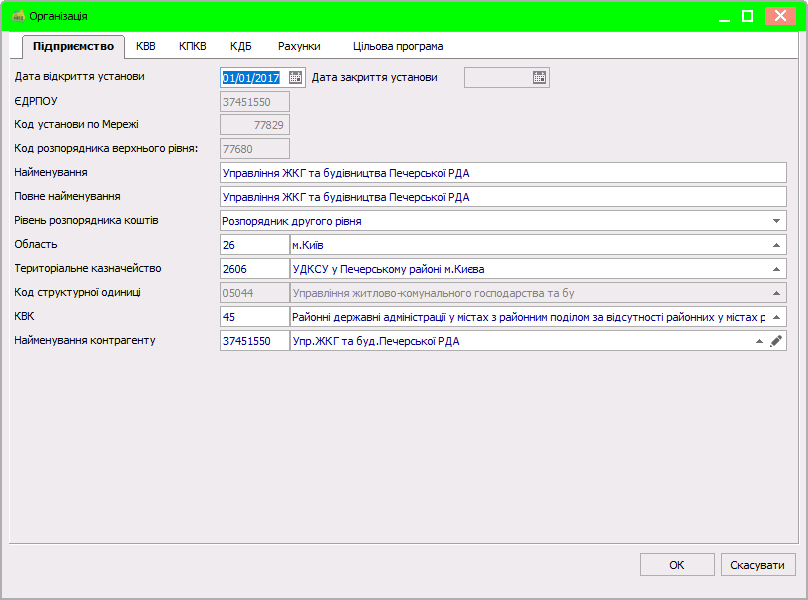 Організація
Підприємство КВВ КПКВ КДБ Рахунки Цільова програма
Дата відкриття установи 01/01/2017 Дата закриття установи
ЄДРПОУ 37451550
Код установи по Мережі 77829
Код розпорядника верхнього рівня: 77680
Найменування Управління ЖКГ та будівництва Печерської РДА
Повне найменування Управління ЖКГ та будівництва Печерської РДА
Рівень розпорядника коштів Розпорядник другого рівня
Область 26 м.Київ
Територіальне казначейство 2606 УДКСУ у Печерському районі м.Києва
Код структурної одиниці 05044 Управління житлово-комунального господарства та бу
КВК 45 Районні державні адміністрації у містах з районним поділом за відсутності районних у містах р
Найменування контрагенту 37451550 Упр.ЖКГ та буд.Печерської РДА
ОК Скасувати